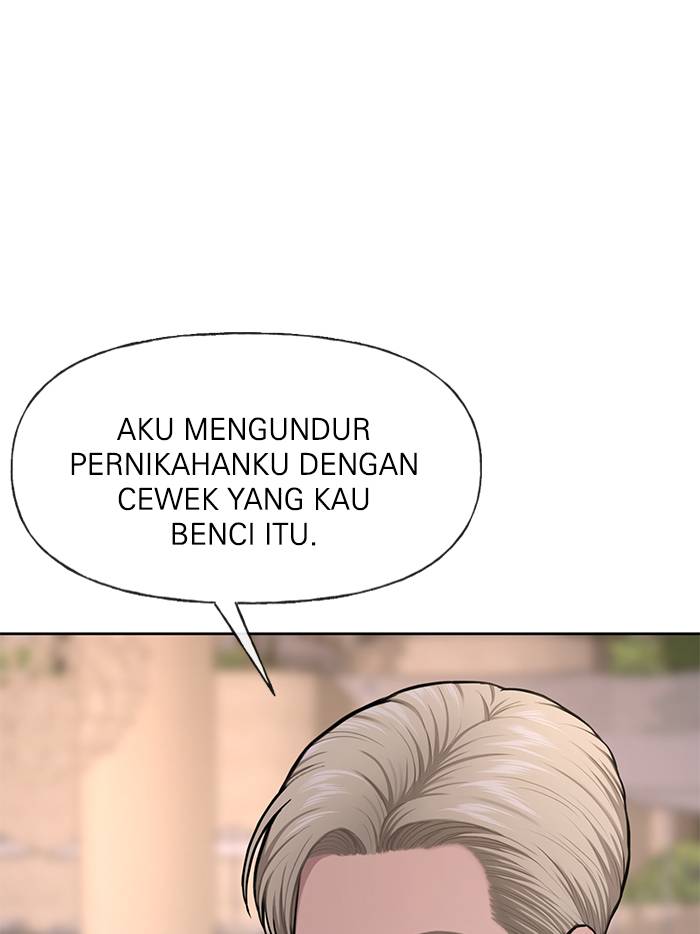 AKU MENGUNDUR
PERNIKAHANKU DENGAN
CEWEK YANG KAU
BENCI ITU.